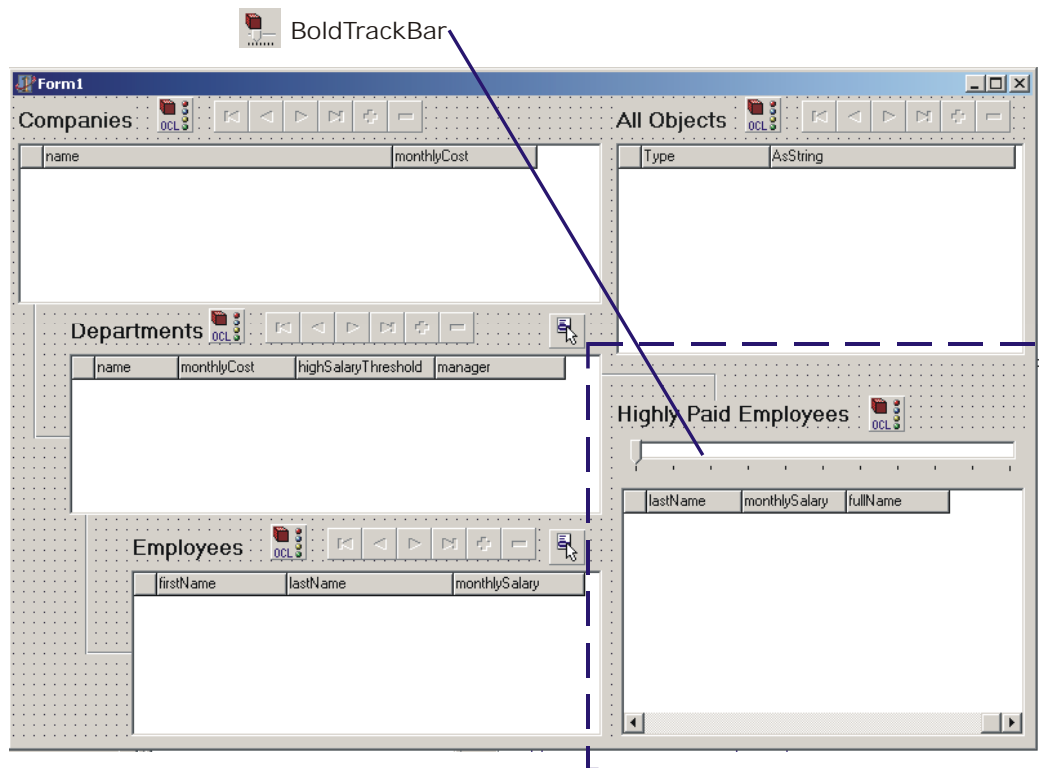 BoldTrackBar
Form1
Companies OCL
name monthlyCost
All Objects OCL
Type AsString
Departments OCL
name monthlyCost highSalaryThreshold manager
Highly Paid Employees OCL
lastName monthlySalary fullName
Employees OCL
firstName lastName monthlySalary